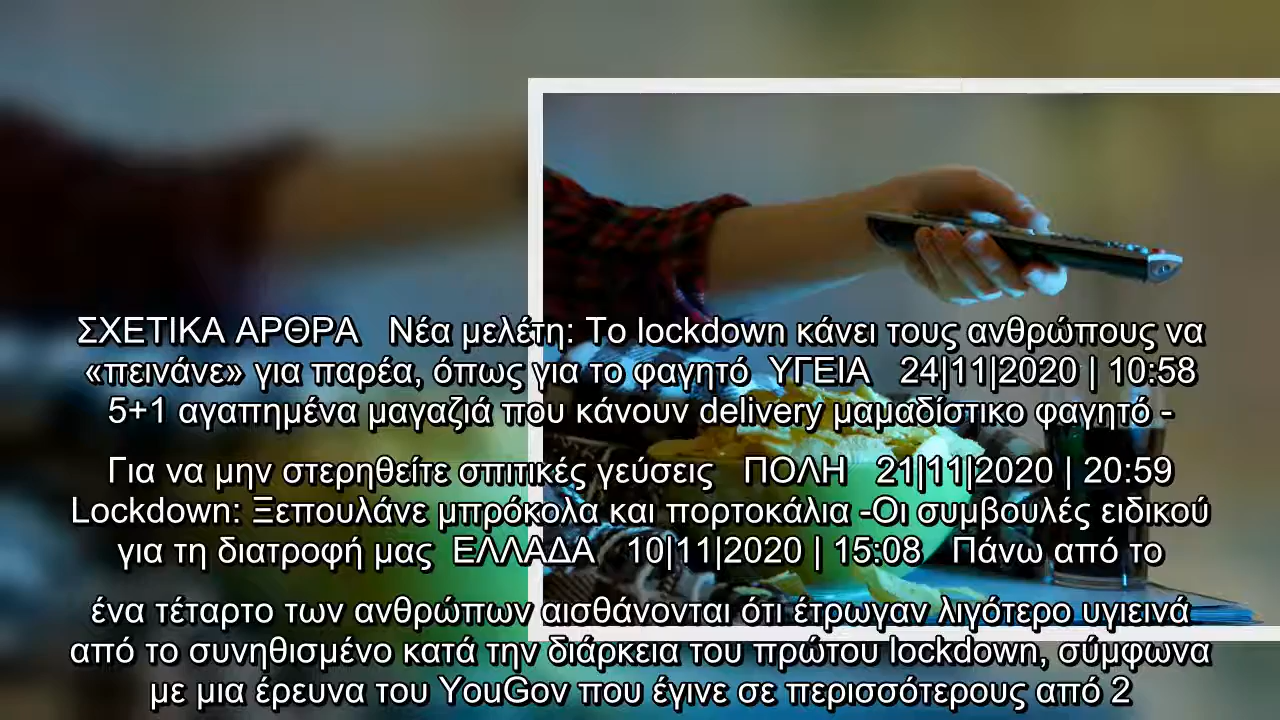 ΣΧΕΤΙΚΑ ΑΡΘΡΑ   Νέα μελέτη: Το lockdown κάνει τους ανθρώπους να
«πεινάνε» για παρέα, όπως για το φαγητό  ΥΓΕΙΑ   24|11|2020 | 10:58
5+1 αγαπημένα μαγαζιά που κάνουν delivery μαμαδίστικο φαγητό -
Για να μην στερηθείτε σπιτικές γεύσεις   ΠΟΛΗ   21|11|2020 | 20:59
Lockdown: Ξεπουλάνε μπρόκολα και πορτοκάλια -Οι συμβουλές ειδικού
για τη διατροφή μας  ΕΛΛΑΔΑ   10|11|2020 | 15:08   Πάνω από το
ένα τέταρτο των ανθρώπων αισθάνονται ότι έτρωγαν λιγότερο υγιεινά
από το συνηθισμένο κατά την διάρκεια του πρώτου lockdown, σύμφωνα
με μια έρευνα του YouGov που έγινε σε περισσότερους από 2